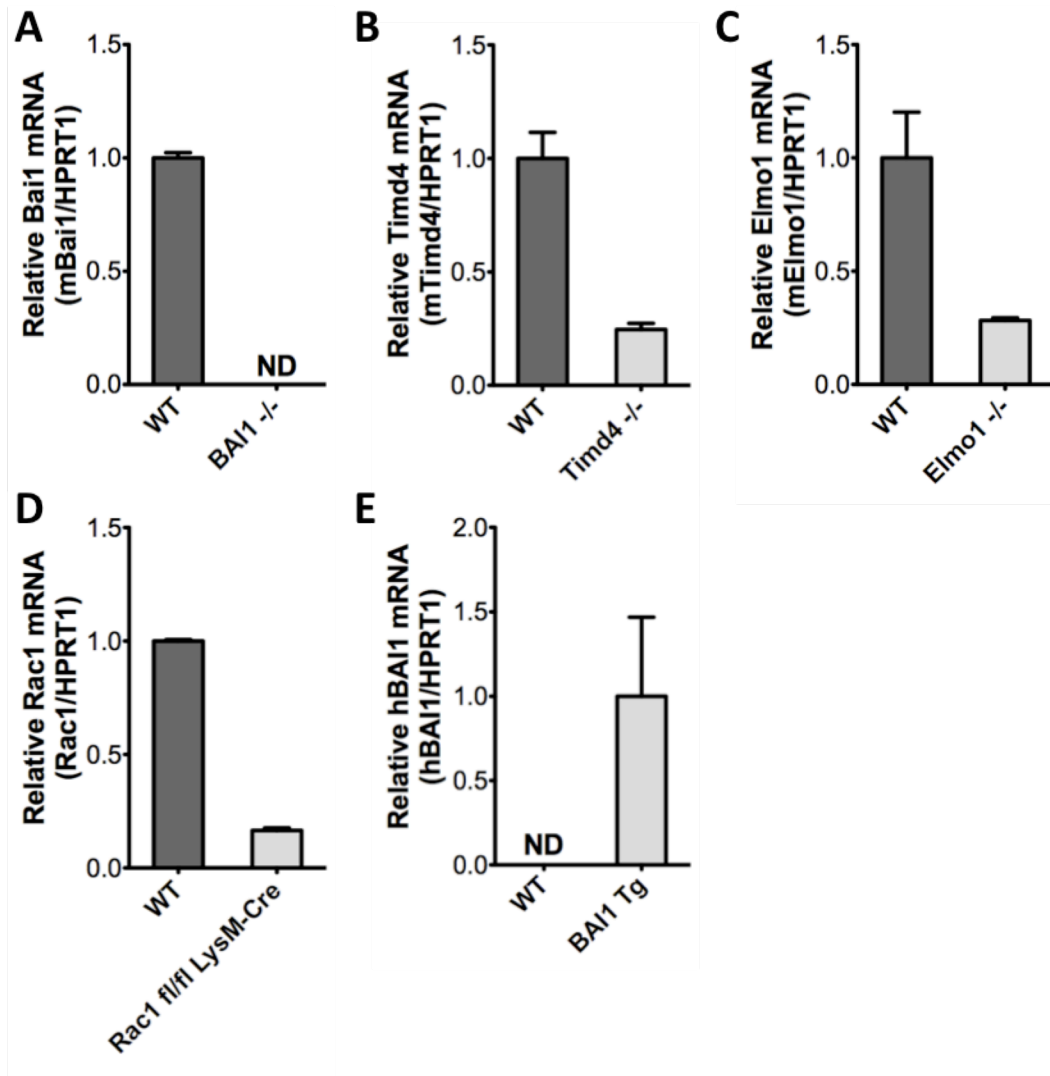 A
Relative Bai1 mRNA
(mBai1/HPRT1)
1.5
1.0
0.5
0.0
ND
WT
BAI1 -/-
B
Relative Timd4 mRNA
(mTimd4/HPRT1)
1.5
1.0
0.5
0.0
WT
Timd4 -/-
C
Relative Elmo1 mRNA
(mElmo1/HPRT1)
1.5
1.0
0.5
0.0
WT
Elmo1 -/-
D
Relative Rac1 mRNA
(Rac1/HPRT1)
1.5
1.0
0.5
0.0
WT
Rac1 fl/fl LysM-Cre
E
Relative hBAI1 mRNA
(hBAI1/HPRT1)
2.0
1.5
1.0
0.5
0.0
ND
WT
BAI1 Tg